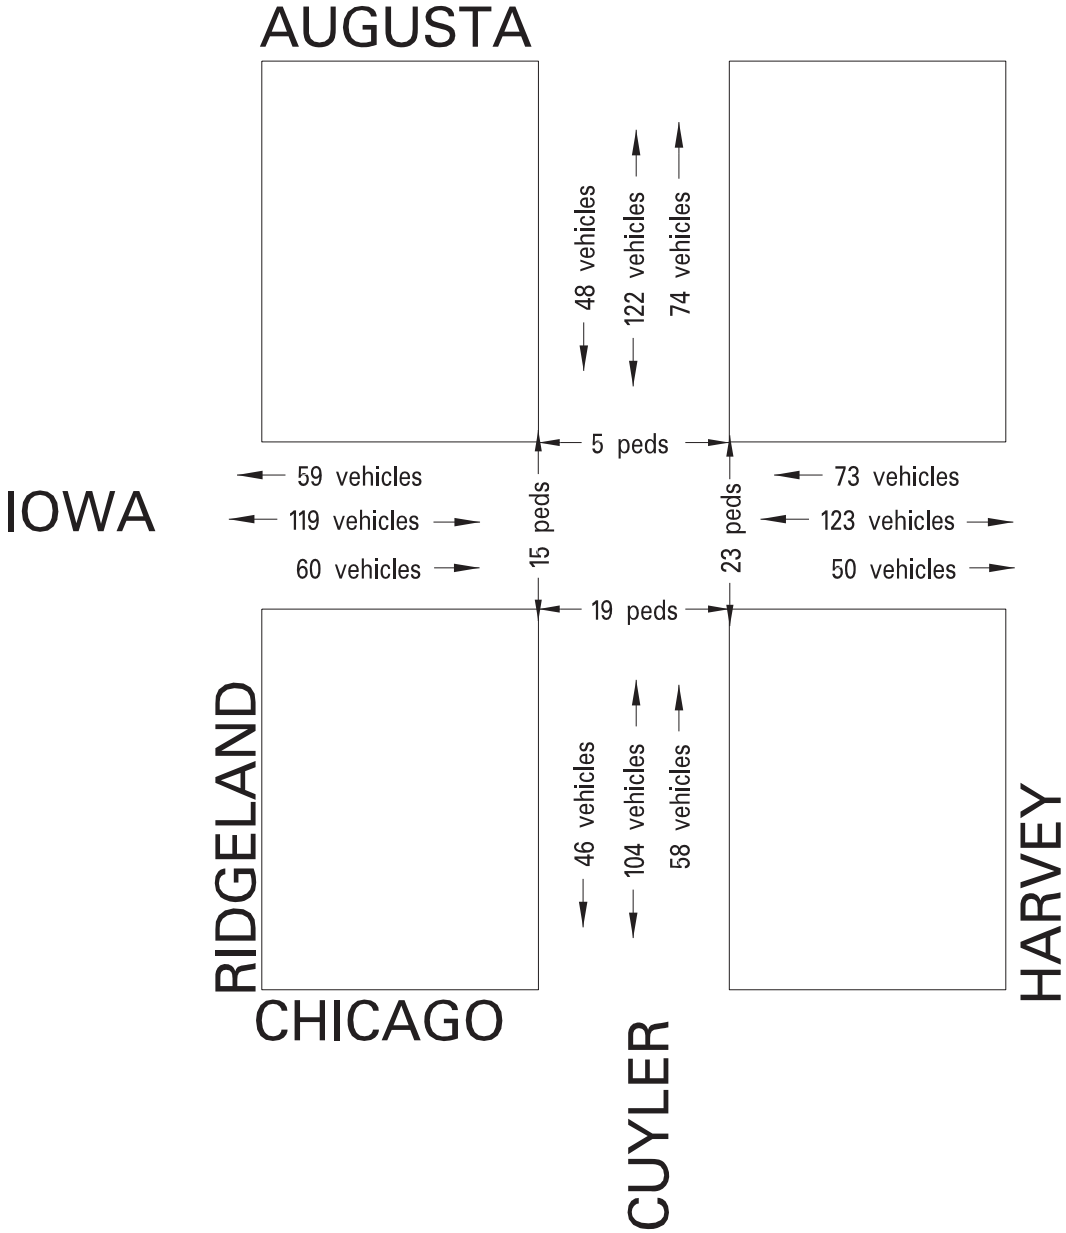 AUGUSTA
48 vehicles
122 vehicles
74 vehicles
5 peds
59 vehicles
73 vehicles
IOWA
119 vehicles
15 peds
23 peds
123 vehicles
60 vehicles
50 vehicles
19 peds
RIDGELAND
46 vehicles
104 vehicles
58 vehicles
HARVEY
CHICAGO
CUYLER